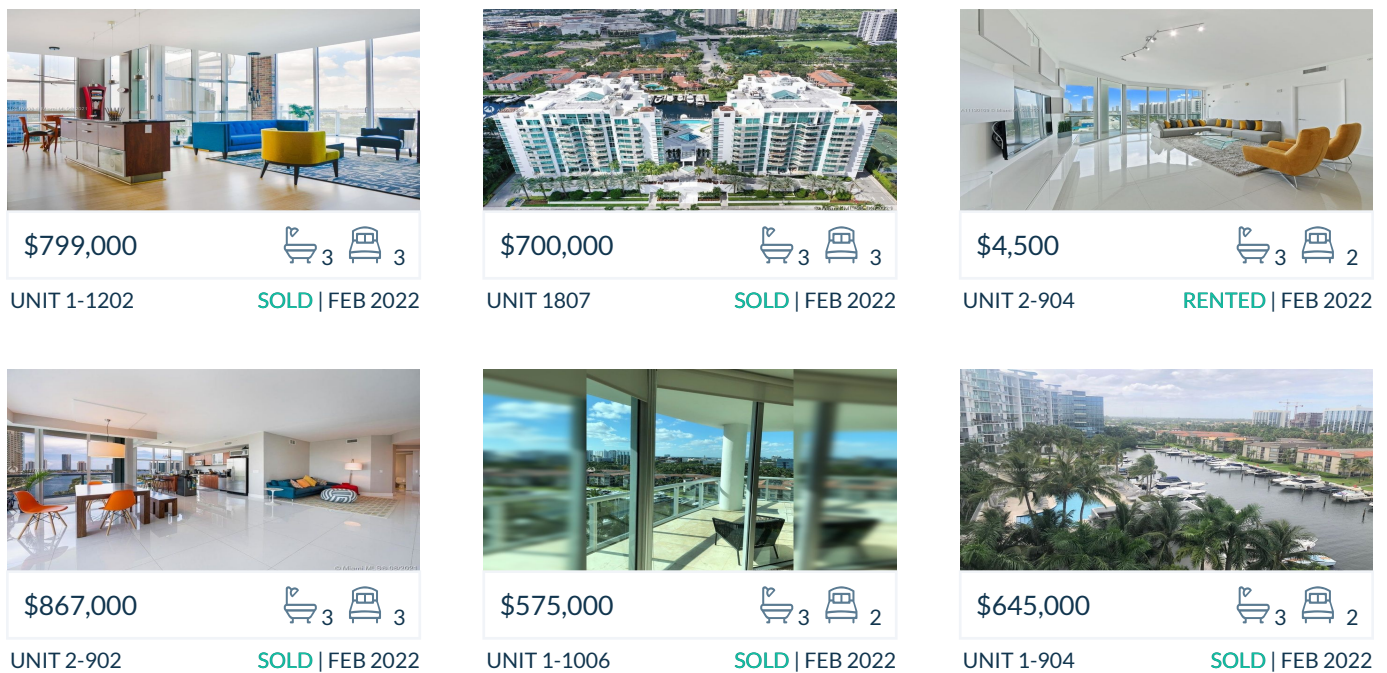 $799,000 3 3
UNIT 1-1202 SOLD | FEB 2022
$700,000 3 3
UNIT 1807 SOLD | FEB 2022
$4,500 3 2
UNIT 2-904 RENTED | FEB 2022
$867,000 3 3
UNIT 2-902 SOLD | FEB 2022
$575,000 3 2
UNIT 1-1006 SOLD | FEB 2022
$645,000 3 2
UNIT 1-904 SOLD | FEB 2022